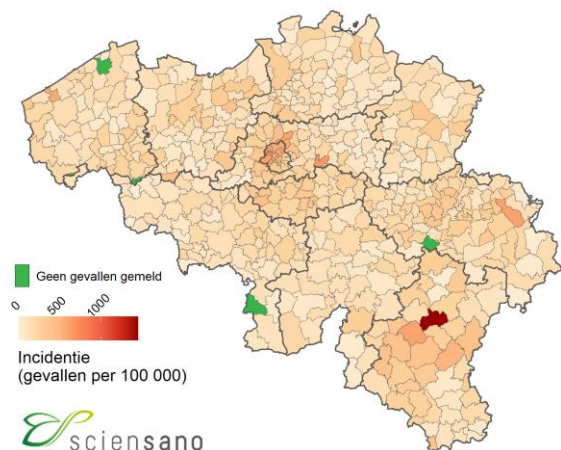 Geen gevallen gemeld
0 500 1000
Incidentie
(gevallen per 100 000)
sciensano